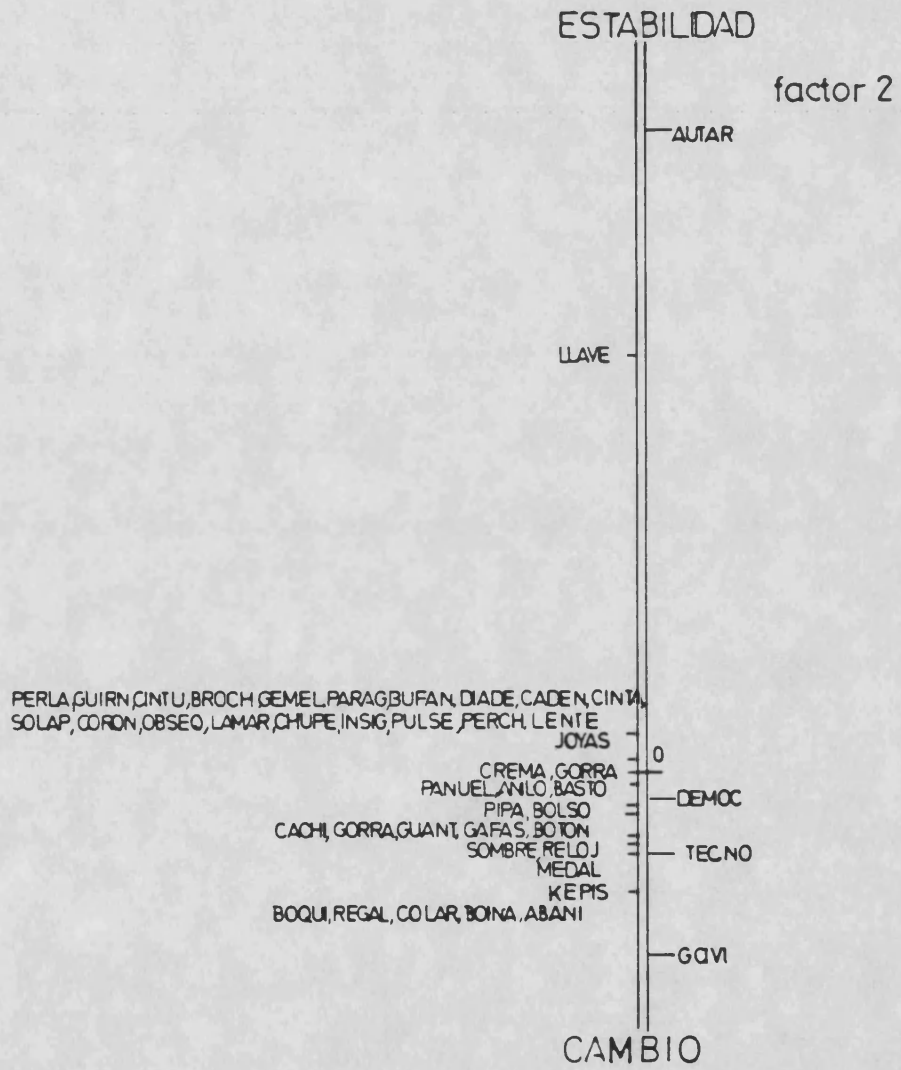 ESTABILIDAD
factor 2
AUTAR
LLAVE
PERLA,GUIRN,CINTU,BROCH,GEMEL,PARAG,BUFAN,DIADE,CADEN,CINTA,
SOLAP,CORON,OBSEQ,LAMAR,CHUPE,INSIG,PULSE,PERCH,LENTE
JOYAS
0
CREMA,GORRA
PANUEL,ANILO,BASTO
DEMOC
PIPA,BOLSO
CACHI,GORRA,GUANT,GAFAS,BOTON
SOMBRE,RELOJ
TECNO
MEDAL
KEPIS
BOQUI,REGAL,COLAR,BOINA,ABANI
GOVI
CAMBIO